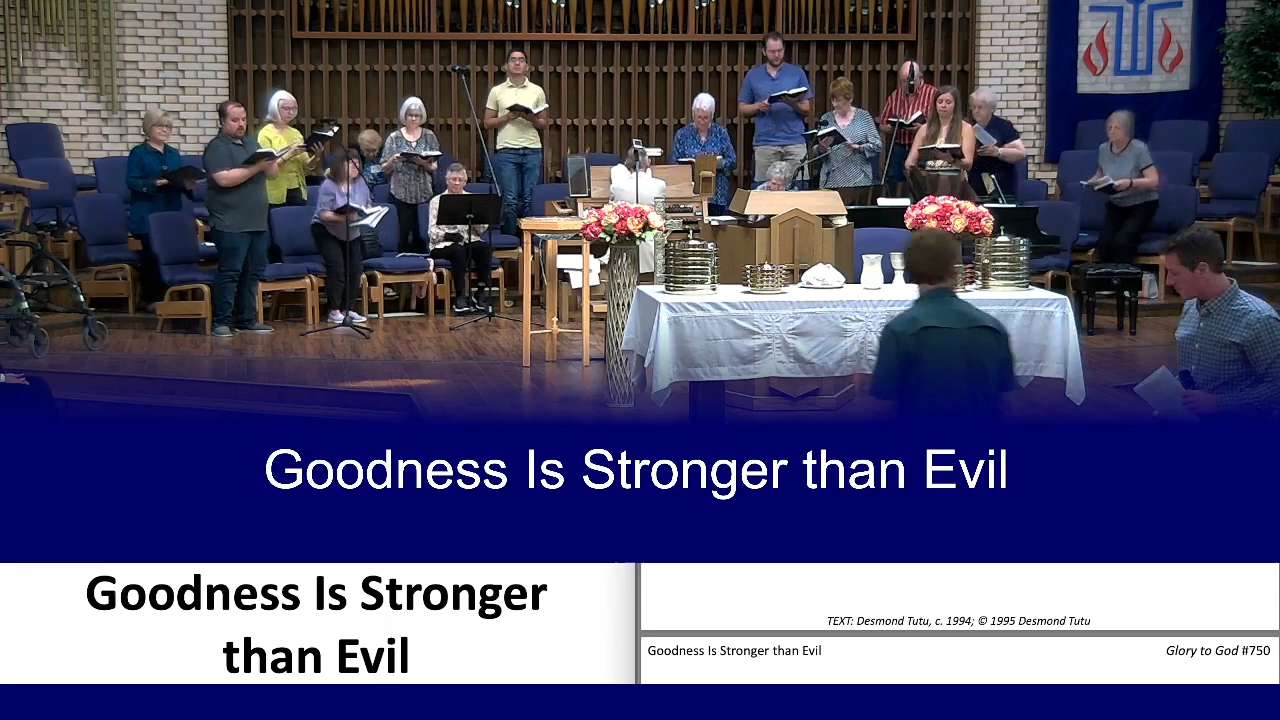 Goodness Is Stronger than Evil
Goodness Is Stronger
than Evil
TEXT: Desmond Tutu, c. 1994; © 1995 Desmond Tutu
Goodness Is Stronger than Evil
Glory to God #750